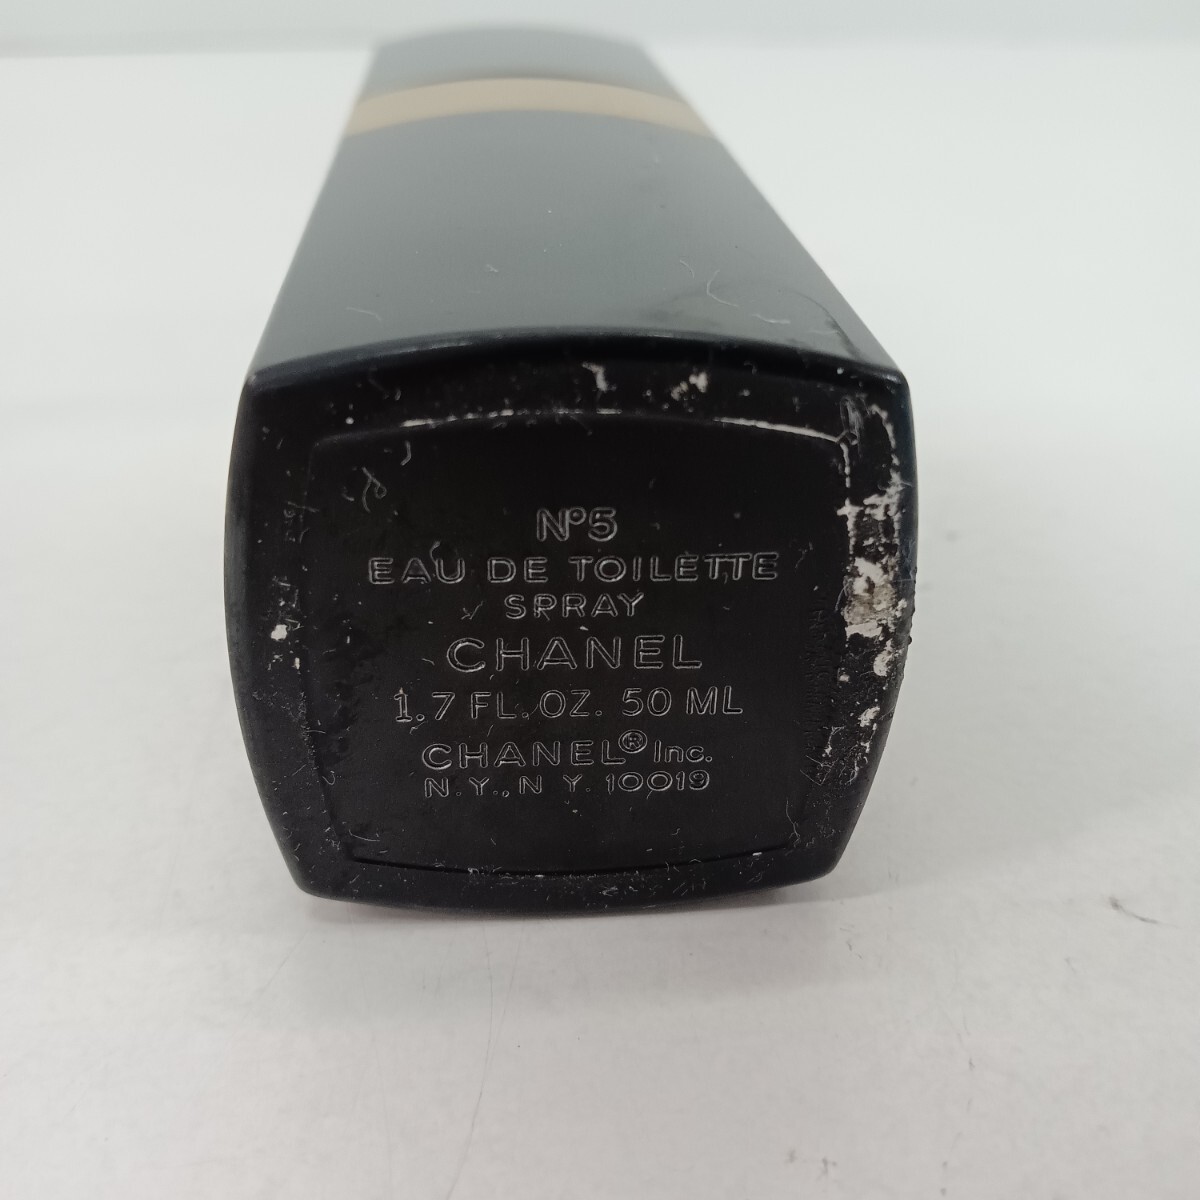 Nº5
EAU DE TOILETTE
SPRAY
CHANEL
1.7 FL.OZ. 50 ML
CHANEL® Inc.
N.Y., N.Y. 10019